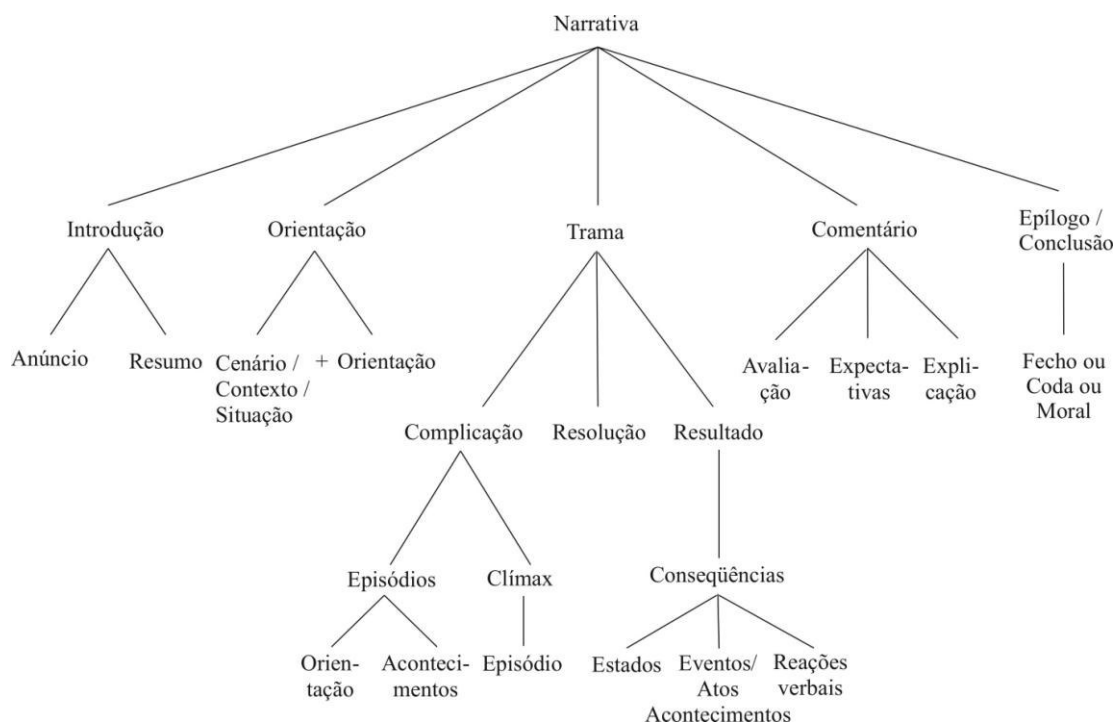 Narrativa
Introdução
Orientação
Trama
Comentário
Epílogo /
Conclusão
Anúncio
Resumo
Cenário /
Contexto /
Situação
+ Orientação
Avalia-
ção
Expecta-
tivas
Expli-
cação
Fecho ou
Coda ou
Moral
Complicação
Resolução
Resultado
Episódios
Clímax
Conseqüências
Orien-
tação
Aconteci-
mentos
Episódio
Estados
Eventos/
Atos
Acontecimentos
Reações
verbais